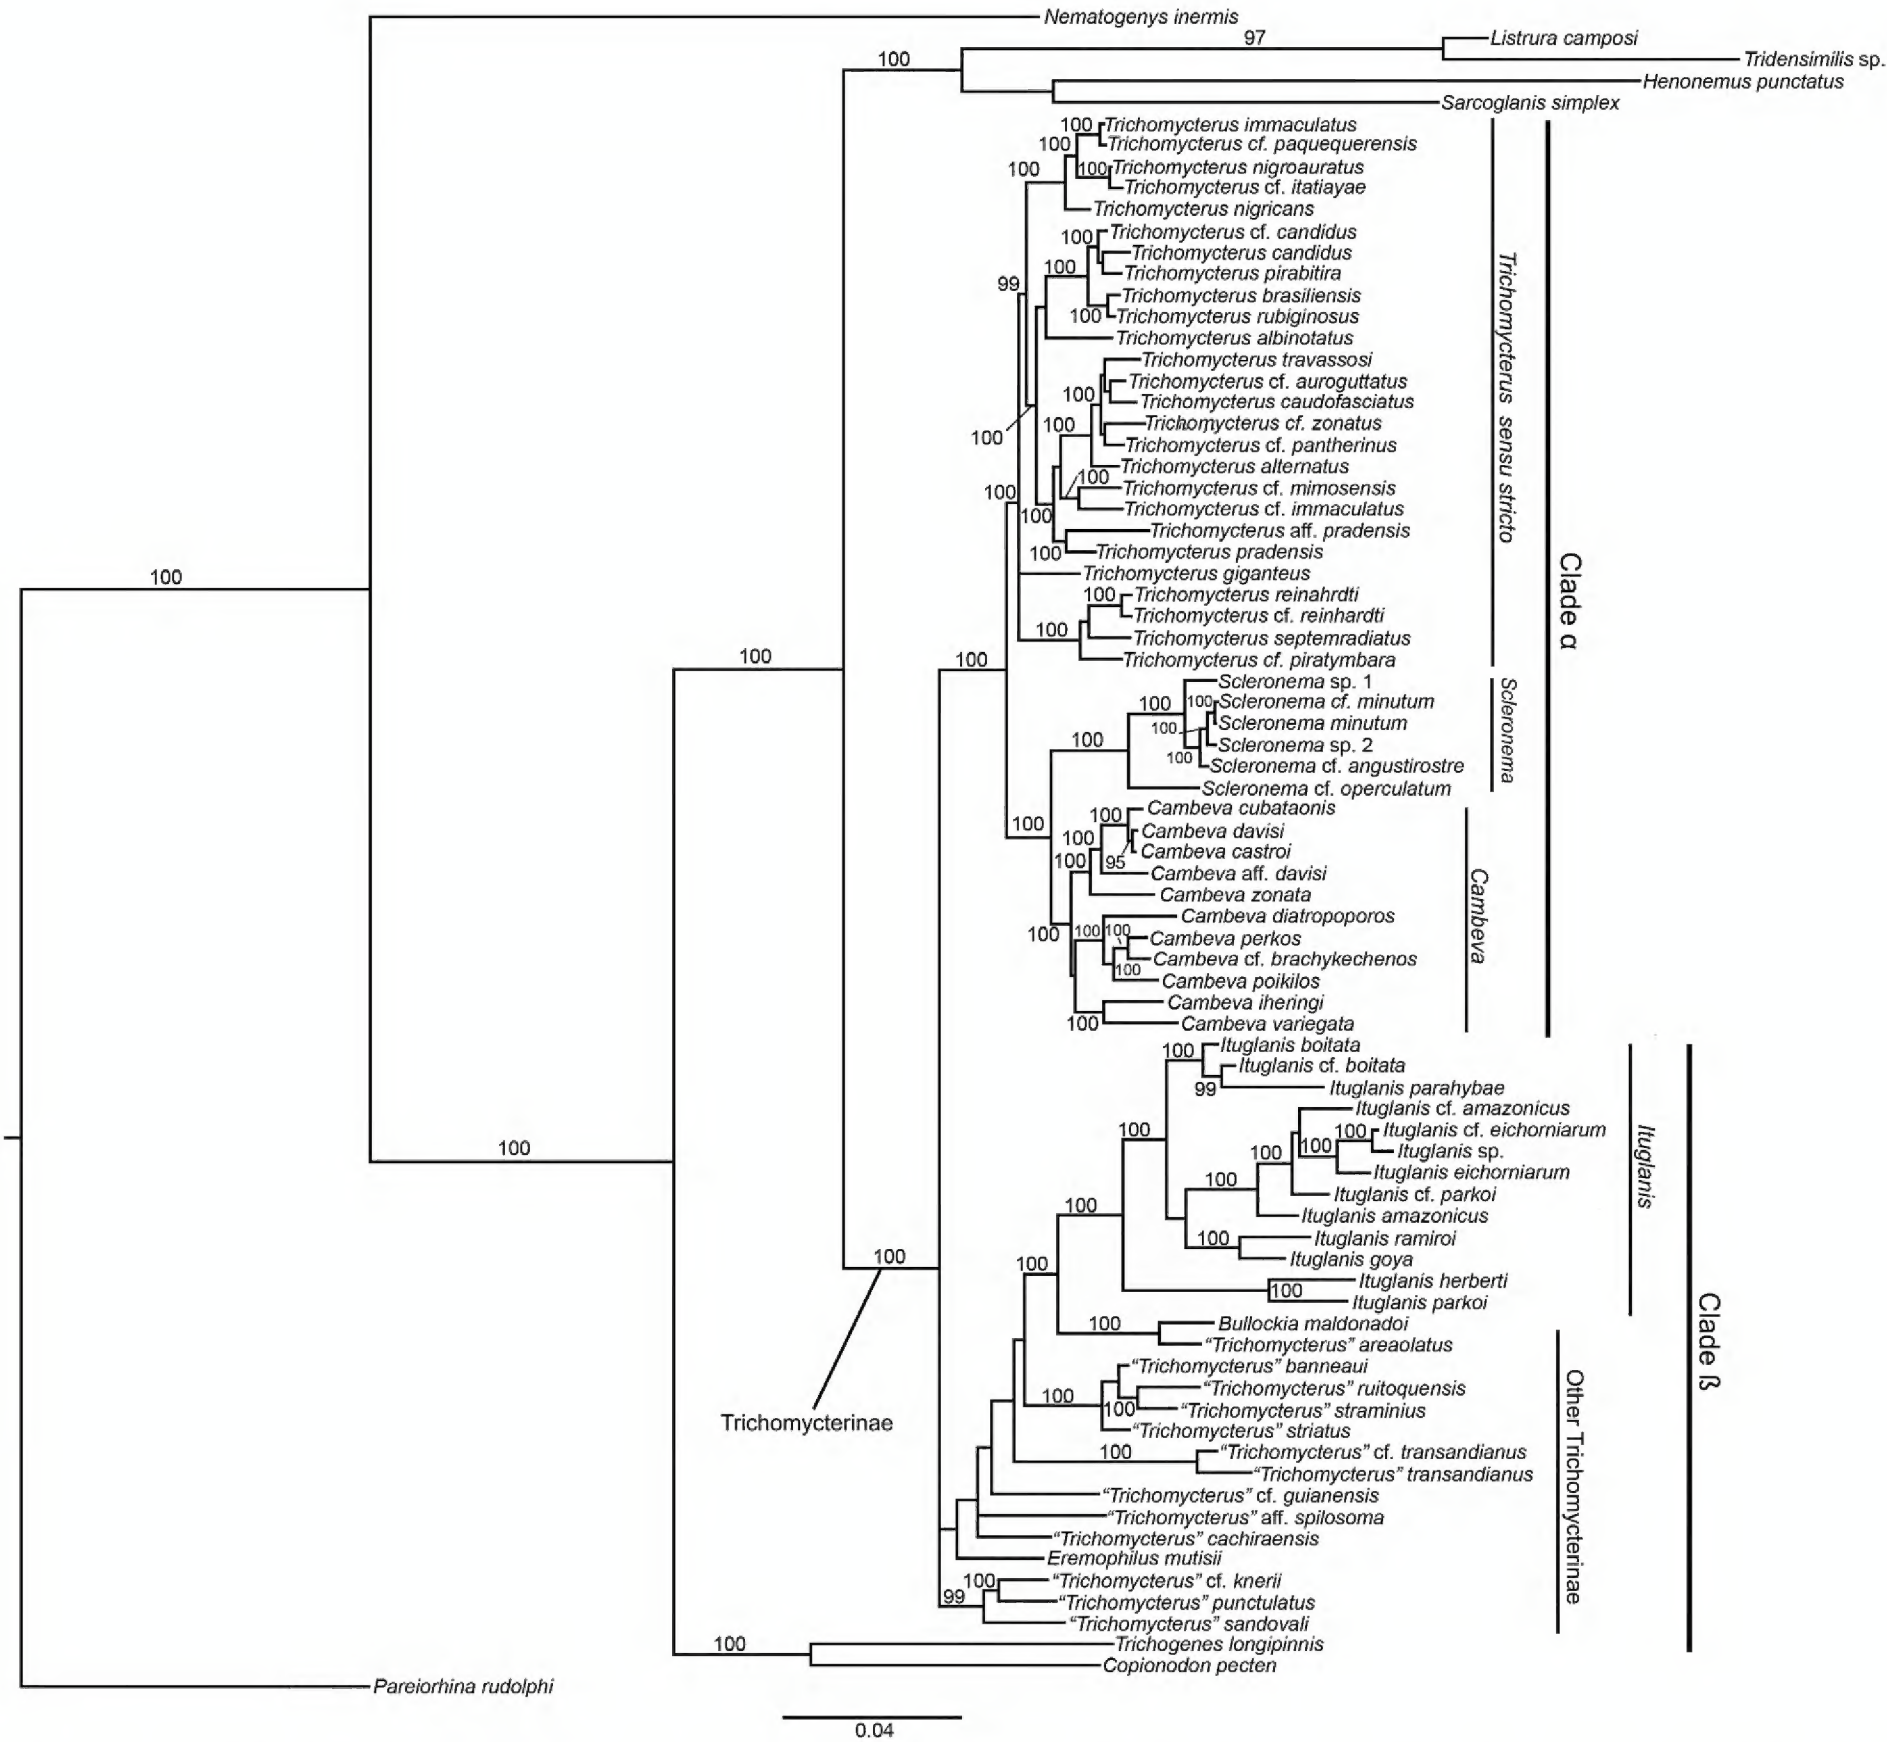 Nematogenys inermis
97
Listrura camposi
Tridensimilis sp.
100
Henonemus punctatus
Sarcoglanis simplex
100
Trichomycterus immaculatus
100
Trichomycterus cf. paquequerensis
100
100
Trichomycterus nigroauratus
Trichomycterus cf. itatiayae
Trichomycterus nigricans
100
Trichomycterus cf. candidus
Trichomycterus candidus
100
Trichomycterus pirabitira
99
Trichomycterus brasiliensis
100
Trichomycterus rubiginosus
Trichomycterus albinotatus
Trichomycterus travassosi
Trichomycterus cf. auroguttatus
100
Trichomycterus caudofasciatus
100
100
Trichomycterus cf. zonatus
Trichomycterus cf. pantherinus
Trichomycterus alternatus
100
100
Trichomycterus cf. mimosensis
Trichomycterus cf. immaculatus
100
Trichomycterus aff. pradensis
100
Trichomycterus pradensis
Trichomycterus giganteus
100
Trichomycterus reinahrdti
Trichomycterus cf. reinhardti
100
Trichomycterus septemradiatus
Trichomycterus cf. piratymbara
Trichomycterus sensu stricto
Clade α
100
100
100
Scleronema sp. 1
100
100
Scleronema cf. minutum
Scleronema minutum
100
Scleronema sp. 2
100
100
Scleronema cf. angustirostre
Scleronema cf. operculatum
Scleronema
100
100
Cambeva cubataonis
100
Cambeva davisi
100
95
Cambeva castroi
Cambeva aff. davisi
Cambeva zonata
Cambeva diatropoporos
100
100
100
Cambeva perkos
Cambeva cf. brachykechenos
100
Cambeva poikilos
Cambeva iheringi
100
Cambeva variegata
Cambeva
100
Ituglanis boitata
Ituglanis cf. boitata
99
Ituglanis parahybae
Ituglanis cf. amazonicus
100
100
100
Ituglanis cf. eichorniarum
100
100
Ituglanis sp.
Ituglanis eichorniarum
100
Ituglanis cf. parkoi
100
Ituglanis amazonicus
100
Ituglanis ramiroi
Ituglanis goya
100
100
Ituglanis herberti
100
Ituglanis parkoi
Ituglanis
Clade ß
100
Bullockia maldonadoi
“Trichomycterus” areaolatus
“Trichomycterus” banneaui
“Trichomycterus” ruitoquensis
100
100
“Trichomycterus” straminius
Trichomycterinae
“Trichomycterus” striatus
100
“Trichomycterus” cf. transandianus
“Trichomycterus” transandianus
“Trichomycterus” cf. guianensis
“Trichomycterus” aff. spilosoma
“Trichomycterus” cachiraensis
Eremophilus mutisii
100
“Trichomycterus” cf. knerii
99
“Trichomycterus” punctulatus
“Trichomycterus” sandovali
Other Trichomycterinae
100
Trichogenes longipinnis
Copionodon pecten
Pareiorhina rudolphi
0.04